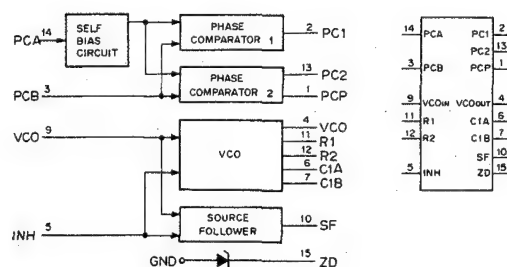 PCA 14
SELF
BIAS
CIRCUIT
PHASE
COMPARATOR 1
2 PC1
PCB 3
PHASE
COMPARATOR 2
13 PC2
1 PCP
VCO 9
VCO
4 VCO
11 R1
12 R2
6 C1A
7 C1B
INH 5
SOURCE
FOLLOWER
10 SF
GND
15 ZD
14 PCA PC1 2
PC2 13
3 PCB PCP 1
9 VCOIN VCOOUT 4
11 R1 C1A 6
12 R2 C1B 7
SF 10
5 INH ZD 15